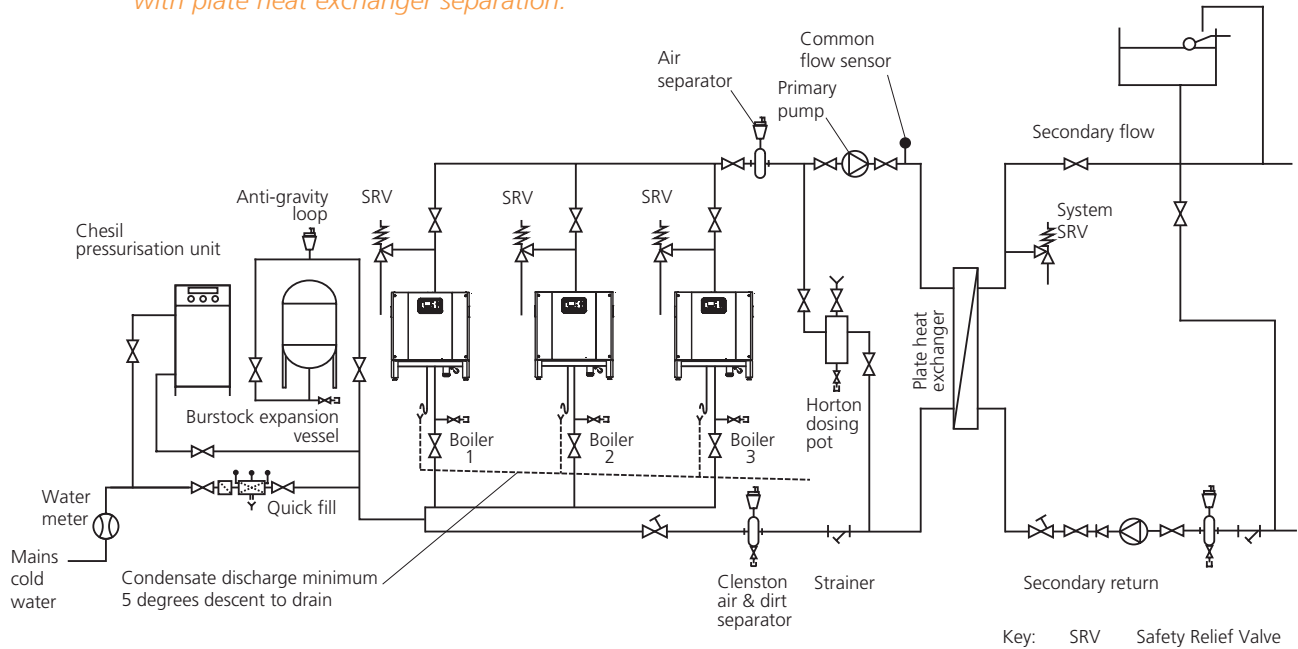 with plate heat exchanger separation.
Common
flow sensor
Air
separator
Primary
pump
Secondary flow
Anti-gravity
loop
SRV
SRV
SRV
System
SRV
Chesil
pressurisation unit
Plate heat
exchanger
Burstock expansion
vessel
Horton
dosing
pot
Boiler
1
Boiler
2
Boiler
3
Water
meter
Quick fill
Mains
cold
water
Condensate discharge minimum
5 degrees descent to drain
Clenston
air & dirt
separator
Strainer
Secondary return
Key: SRV Safety Relief Valve